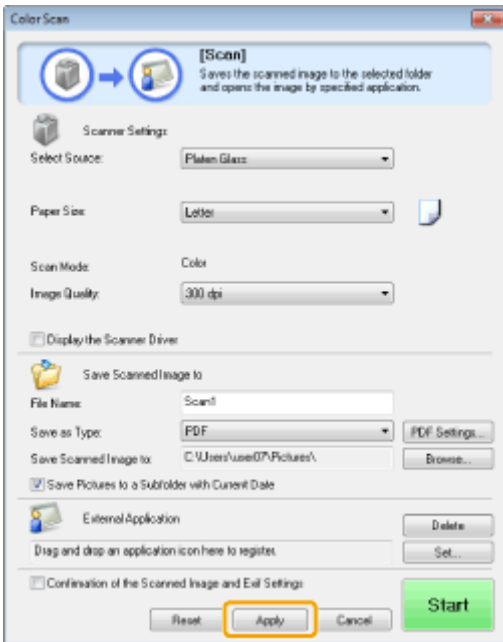 Color Scan
[Scan]
Saves the scanned image to the selected folder
and opens the image by specified application.
Scanner Settings
Select Source: Platen Glass
Paper Size: Letter
Scan Mode: Color
Image Quality: 300 dpi
Display the Scanner Driver
Save Scanned Image to
File Name: Scan1
Save as Type: PDF PDF Settings...
Save Scanned Image to: C:\Users\user07\Pictures\ Browse...
Save Pictures to a Subfolder with Current Date
External Application Delete
Drag and drop an application icon here to register. Set...
Confirmation of the Scanned Image and Exif Settings
Start
Reset Apply Cancel